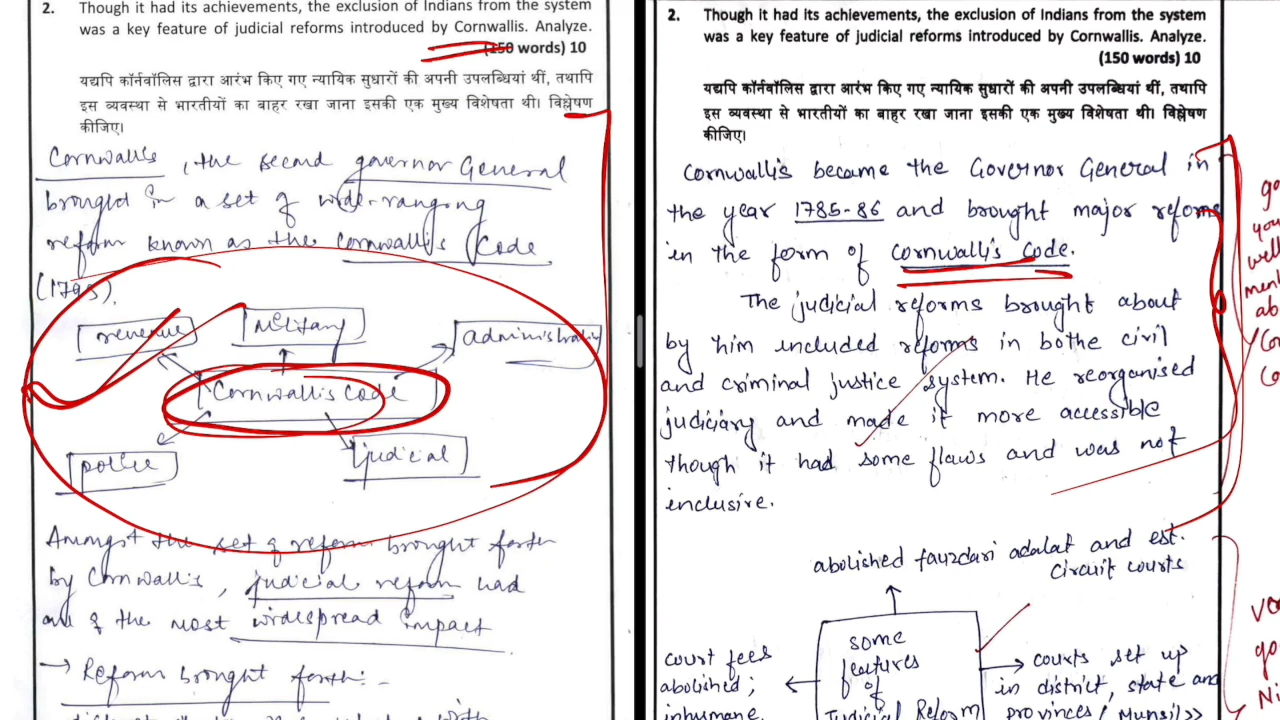 2. Though it had its achievements, the exclusion of Indians from the system
was a key feature of judicial reforms introduced by Cornwallis. Analyze.
(150 words) 10
यद्यपि कॉर्नवॉलिस द्वारा आरंभ किए गए न्यायिक सुधारों की अपनी उपलब्धियां थीं, तथापि
इस व्यवस्था से भारतीयों का बाहर रखा जाना इसकी एक मुख्य विशेषता थी। विश्लेषण
कीजिए।
Cornwallis, the second governor General
brought in a set of wide-ranging
reform known as the Cornwallis Code
(1793).
revenue
Military
administration
Cornwallis Code
police
judicial
Amongst the set of reform brought forter
by Cornwallis, judicial reform had
one of the most widespread impact
→ Reform brought forth:-
2. Though it had its achievements, the exclusion of Indians from the system
was a key feature of judicial reforms introduced by Cornwallis. Analyze.
(150 words) 10
यद्यपि कॉर्नवॉलिस द्वारा आरंभ किए गए न्यायिक सुधारों की अपनी उपलब्धियां थीं, तथापि
इस व्यवस्था से भारतीयों का बाहर रखा जाना इसकी एक मुख्य विशेषता थी। विश्लेषण
कीजिए।
Cornwallis became the Governor General in
the year 1785-86 and brought major reforms
in the form of Cornwallis Code.
The judicial reforms brought about
by him included reforms in bothe civil
and criminal justice system. He reorganised
judiciary and made it more accessible
though it had some flaws and was not
inclusive.
abolished fauzdari adalat and est.
circuit courts
some
features
of
Judicial Reform
court fees
abolished;
inhumane
courts set up
in district, state and
provinces (Munsifs)